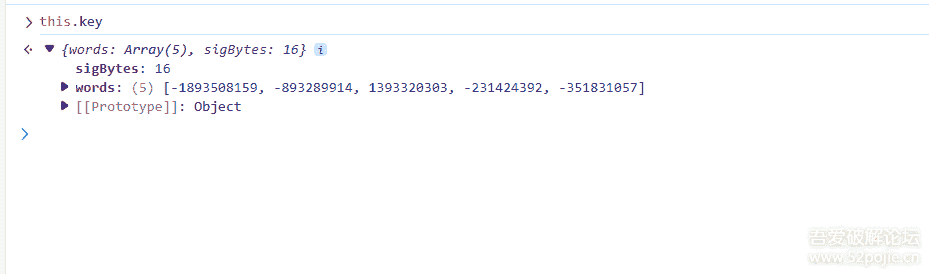 this.key
{words: Array(5), sigBytes: 16} i
sigBytes: 16
words: (5) [-1893508159, -893289914, 1393320303, -231424392, -351831057]
[[Prototype]]: Object
吾爱破解论坛
www.52pojie.cn